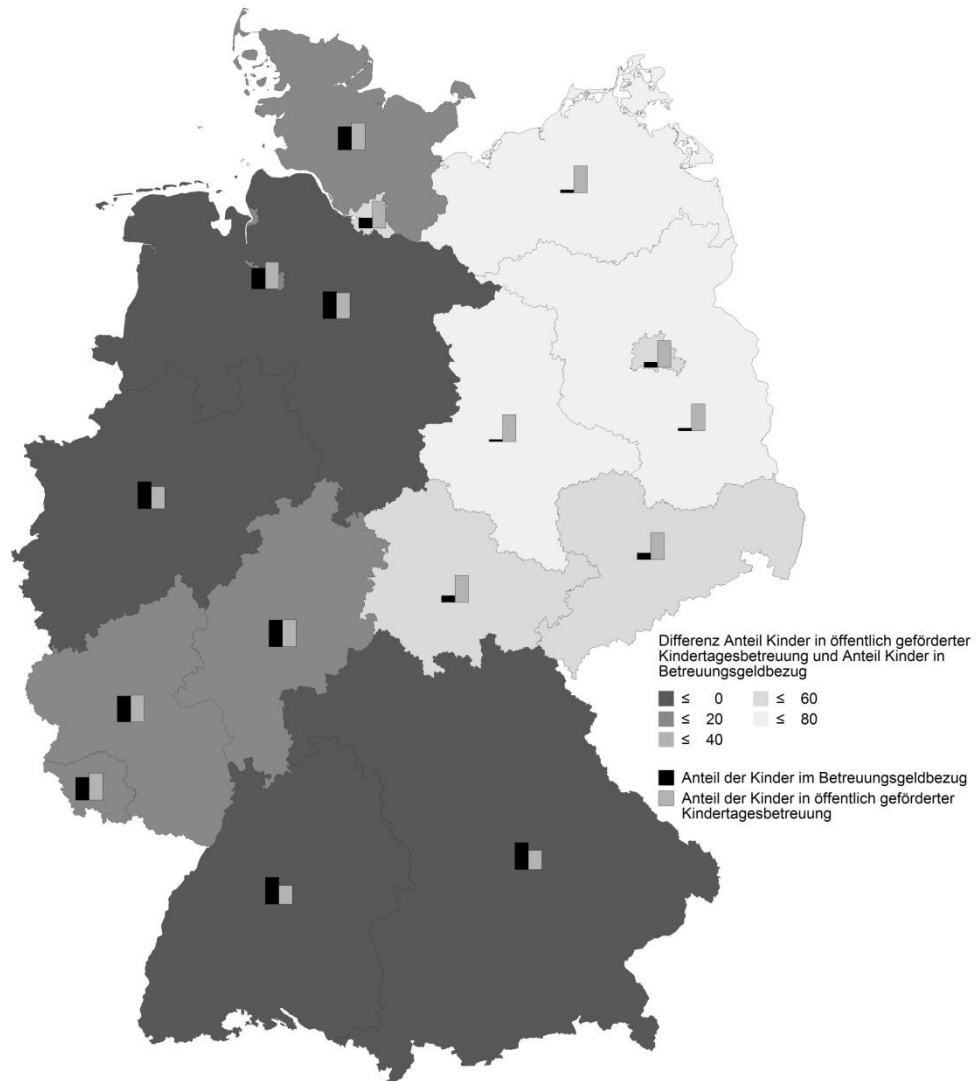 Differenz Anteil Kinder in öffentlich geförderter
Kindertagesbetreuung und Anteil Kinder in
Betreuungsgeldbezug
≤ 0 ≤ 60
≤ 20 ≤ 80
≤ 40
Anteil der Kinder im Betreuungsgeldbezug
Anteil der Kinder in öffentlich geförderter
Kindertagesbetreuung